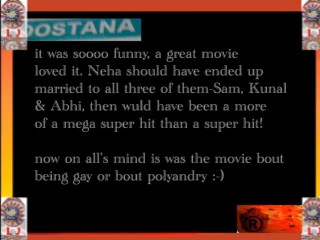 DOSTANA
it was soooo funny, a great movie
loved it. Neha should have ended up
married to all three of them-Sam, Kunal
& Abhi, then wuld have been a more
of a mega super hit than a super hit!
now on all's mind is was the movie bout
being gay or bout polyandry :-)